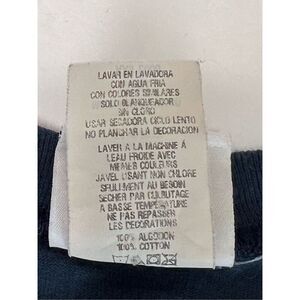 LAVAR EN LAVADORA
CON AGUA FRIA
CON COLORES SIMILARES
SOLO BLANQUEADOR
SIN CLORO
USAR SECADORA (CICLO LENTO)
NO PLANCHAR LA DECORACION
LAVER A LA MACHINE À
L'EAU FROIDE AVEC
MEMES COULEURS
JAVEL USANT NON CHLORE
SEULEMENT AU BESOIN
SECHER PAR CULBUTAGE
A BASSE TEMPERATURE
NE PAS REPASSER
LES DECORATIONS
100% ALGODON
100% COTTON